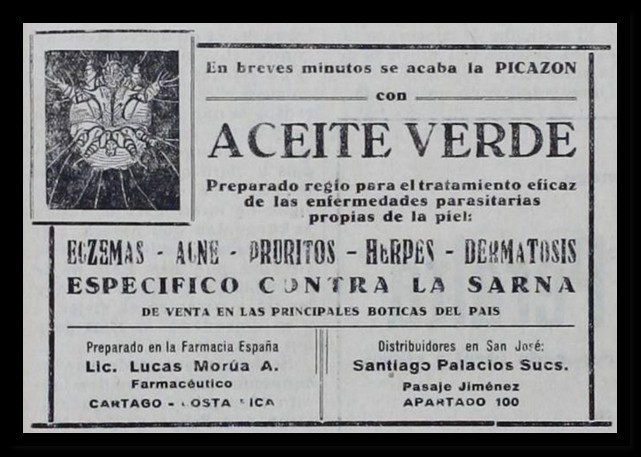 En breves minutos se acaba la PICAZON
con
ACEITE VERDE
Preparado regio para el tratamiento eficaz
de las enfermedades parasitarias
propias de la piel:
ECZEMAS - ACNE - PRURITOS - HERPES - DERMATOSIS
ESPECIFICO CONTRA LA SARNA
DE VENTA EN LAS PRINCIPALES BOTICAS DEL PAIS
Preparado en la Farmacia España
Lic. Lucas Morúa A.
Farmacéutico
CARTAGO - COSTA RICA
Distribuidores en San José:
Santiago Palacios Sucs.
Pasaje Jiménez
APARTADO 100